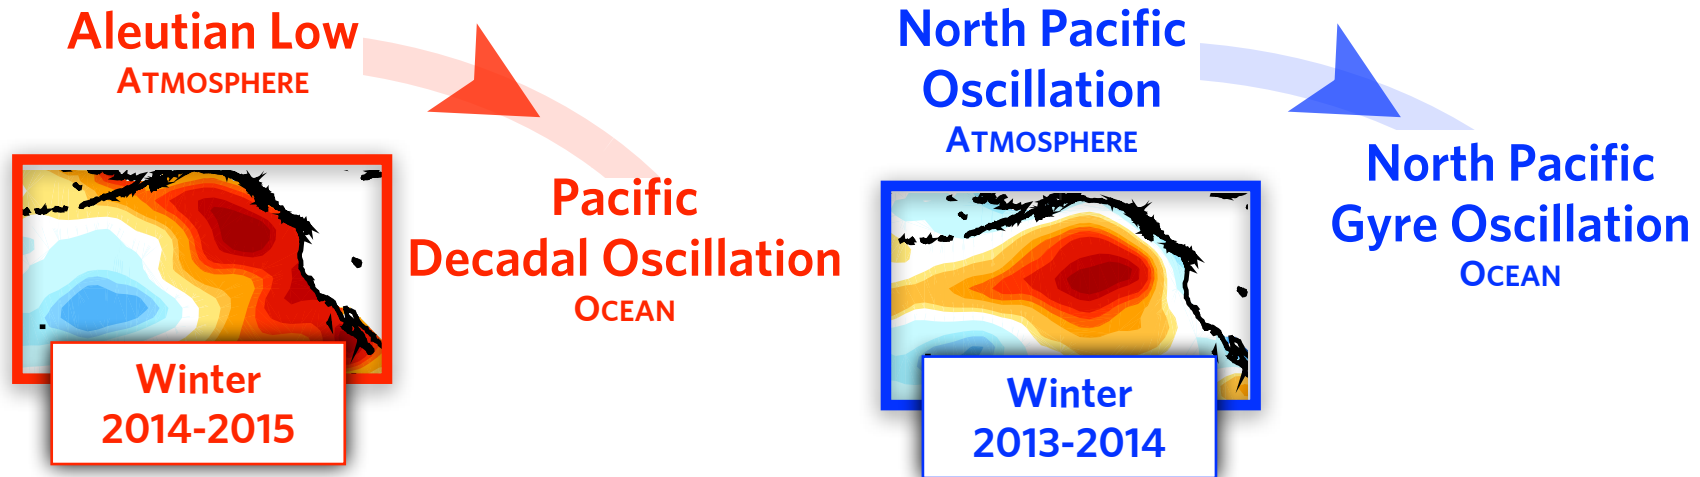 Aleutian Low
ATMOSPHERE
Pacific
Decadal Oscillation
OCEAN
Winter
2014-2015
North Pacific
Oscillation
ATMOSPHERE
North Pacific
Gyre Oscillation
OCEAN
Winter
2013-2014